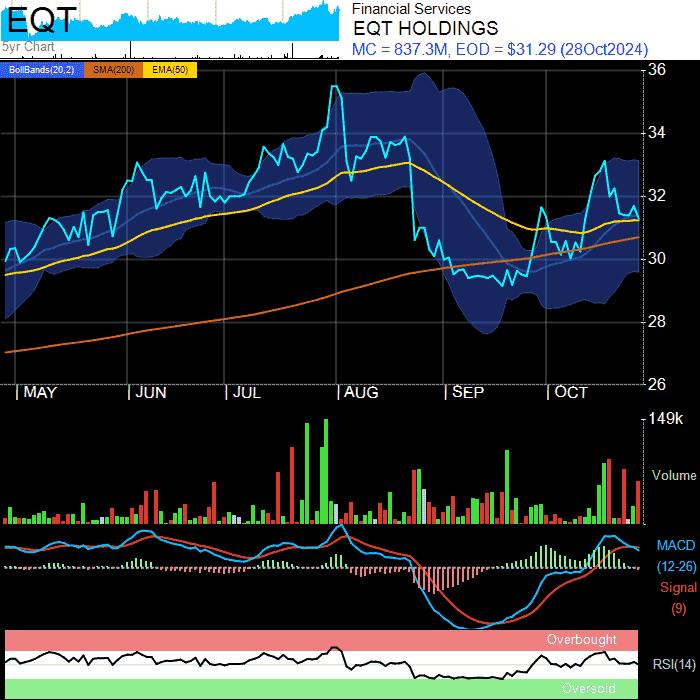 EQT
5yr Chart
Financial Services
EQT HOLDINGS
MC = 837.3M, EOD = $31.29 (28Oct2024)
BollBands(20,2) SMA(200) EMA(50)
36
34
32
30
28
26
MAY JUN JUL AUG SEP OCT
149k
Volume
MACD
(12-26)
Signal
(9)
Overbought
RSI(14)
Oversold